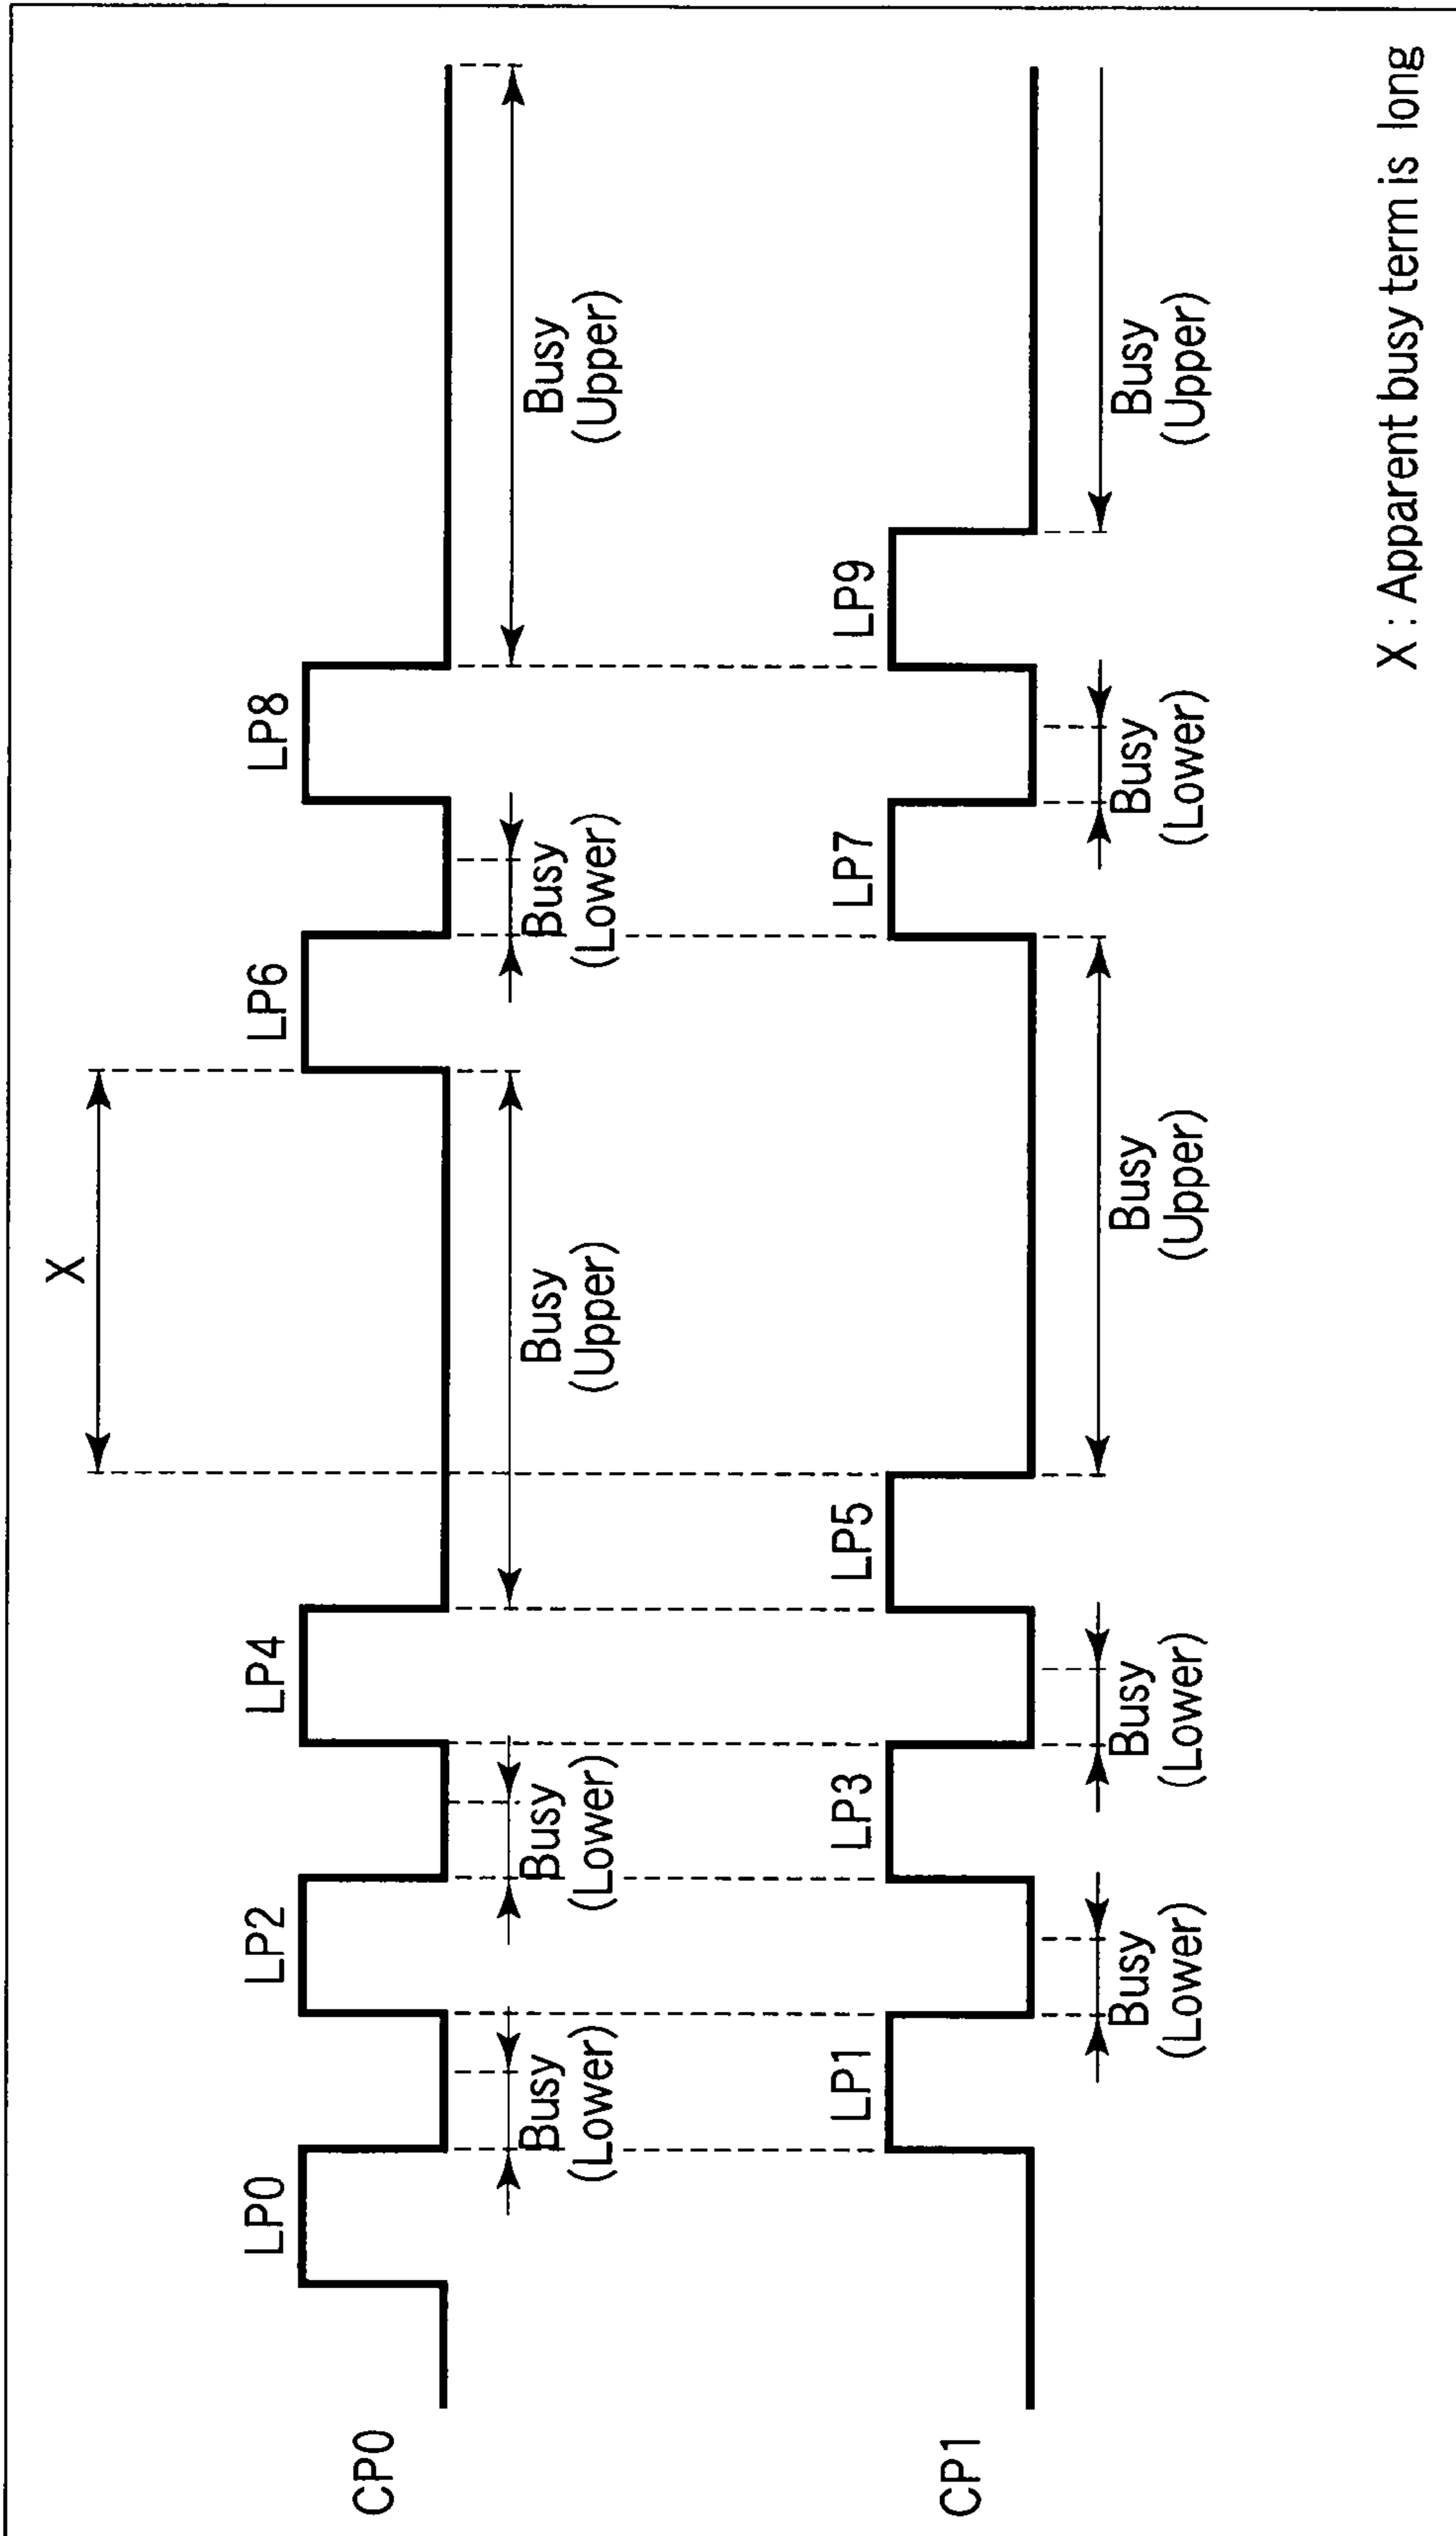 X
CP0
LP0
LP2
LP4
LP6
LP8
Busy
(Lower)
Busy
(Lower)
Busy
(Upper)
Busy
(Lower)
Busy
(Upper)
CP1
LP1
LP3
LP5
LP7
LP9
Busy
(Lower)
Busy
(Lower)
Busy
(Upper)
Busy
(Lower)
Busy
(Upper)
X : Apparent busy term is long